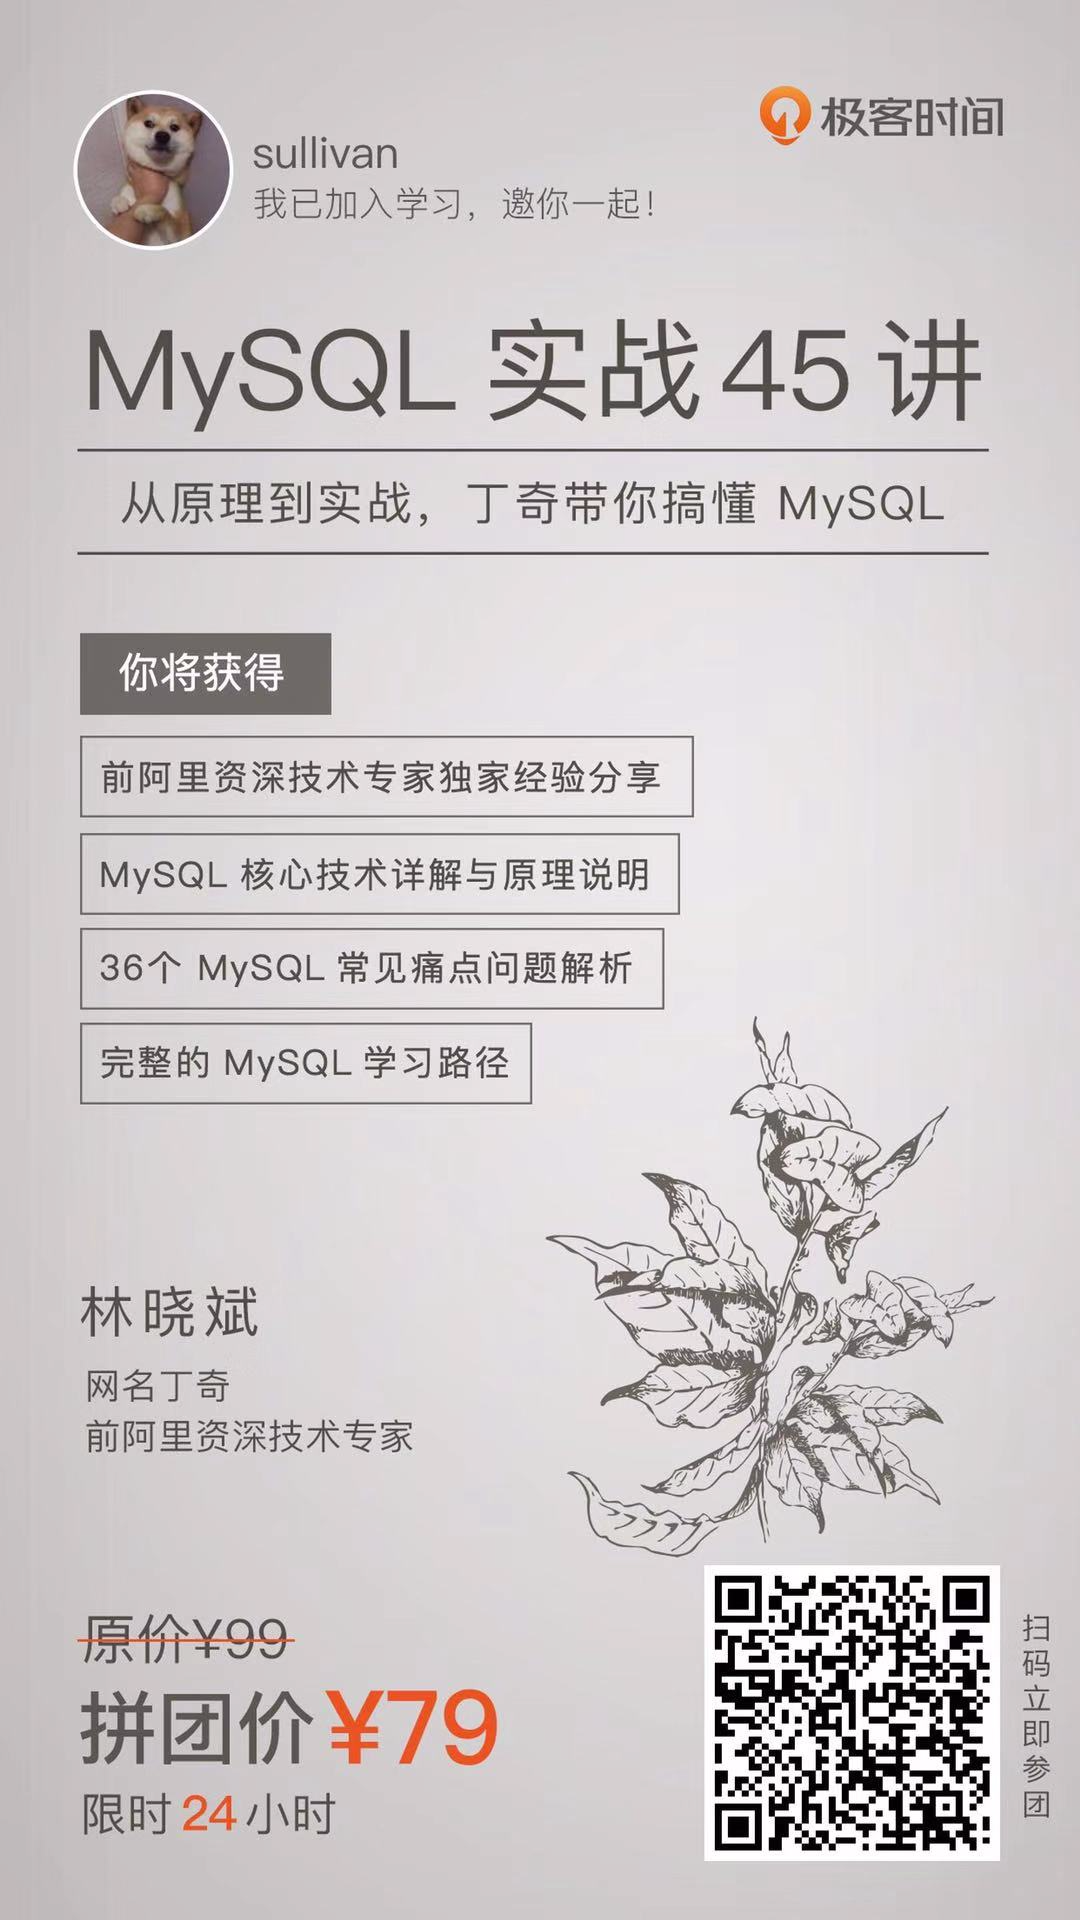 极客时间
sullivan
我已加入学习，邀你一起！
MySQL 实战 45 讲
从原理到实战，丁奇带你搞懂 MySQL
你将获得
前阿里资深技术专家独家经验分享
MySQL 核心技术详解与原理说明
36个 MySQL 常见痛点问题解析
完整的 MySQL 学习路径
林晓斌
网名丁奇
前阿里资深技术专家
原价¥99
拼团价¥79
限时 24 小时
扫码立即参团